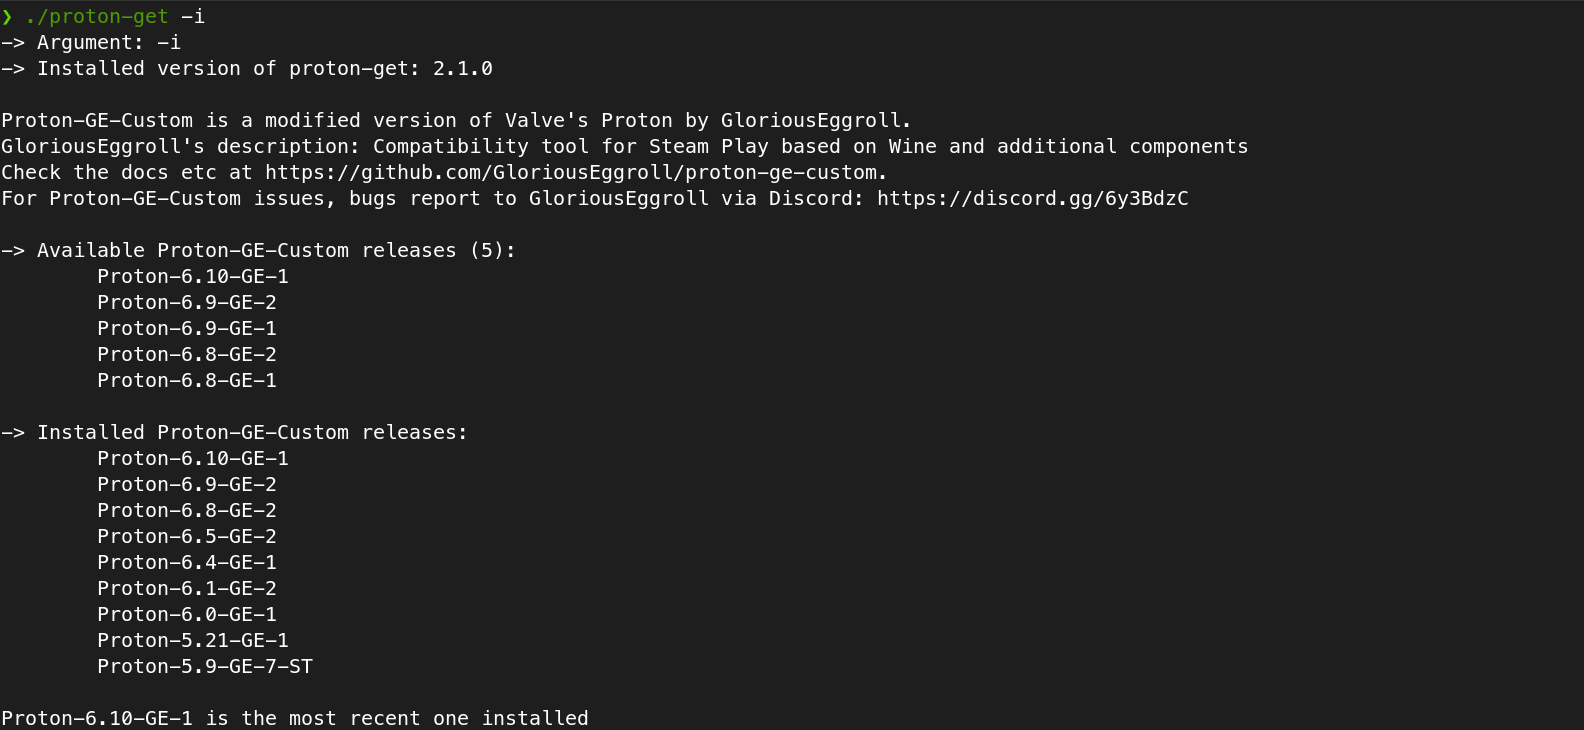 ❯ ./proton-get -i
-> Argument: -i
-> Installed version of proton-get: 2.1.0
Proton-GE-Custom is a modified version of Valve's Proton by GloriousEggroll.
GloriousEggroll's description: Compatibility tool for Steam Play based on Wine and additional components
Check the docs etc at https://github.com/GloriousEggroll/proton-ge-custom.
For Proton-GE-Custom issues, bugs report to GloriousEggroll via Discord: https://discord.gg/6y3BdzC
-> Available Proton-GE-Custom releases (5):
Proton-6.10-GE-1
Proton-6.9-GE-2
Proton-6.9-GE-1
Proton-6.8-GE-2
Proton-6.8-GE-1
-> Installed Proton-GE-Custom releases:
Proton-6.10-GE-1
Proton-6.9-GE-2
Proton-6.8-GE-2
Proton-6.5-GE-2
Proton-6.4-GE-1
Proton-6.1-GE-2
Proton-6.0-GE-1
Proton-5.21-GE-1
Proton-5.9-GE-7-ST
Proton-6.10-GE-1 is the most recent one installed